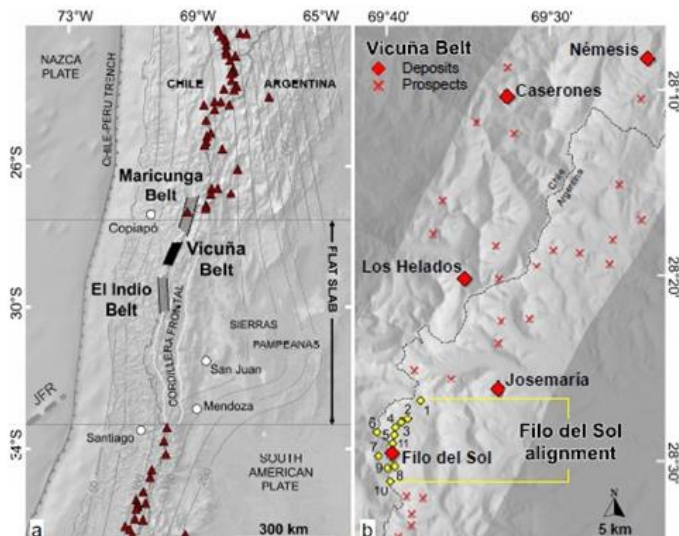 73°W
69°W
65°W
NAZCA
PLATE
CHILE-PERU TRENCH
CHILE
ARGENTINA
26°S
Maricunga
Belt
Copiapó
Vicuña
Belt
El Indio
Belt
FLAT SLAB
30°S
CORDILLERA FRONTAL
SIERRAS
PAMPEANAS
San Juan
JFR
Mendoza
Santiago
34°S
SOUTH
AMERICAN
PLATE
a
300 km
69°40'
69°30'
Vicuña Belt
Deposits
Prospects
Némesis
Caserones
28°10'
Chile
Argentina
Los Helados
28°20'
Josemaría
1
2
3
4
5
6
7
11
Filo del Sol
alignment
Filo del Sol
9
8
10
28°30'
N
b
5 km